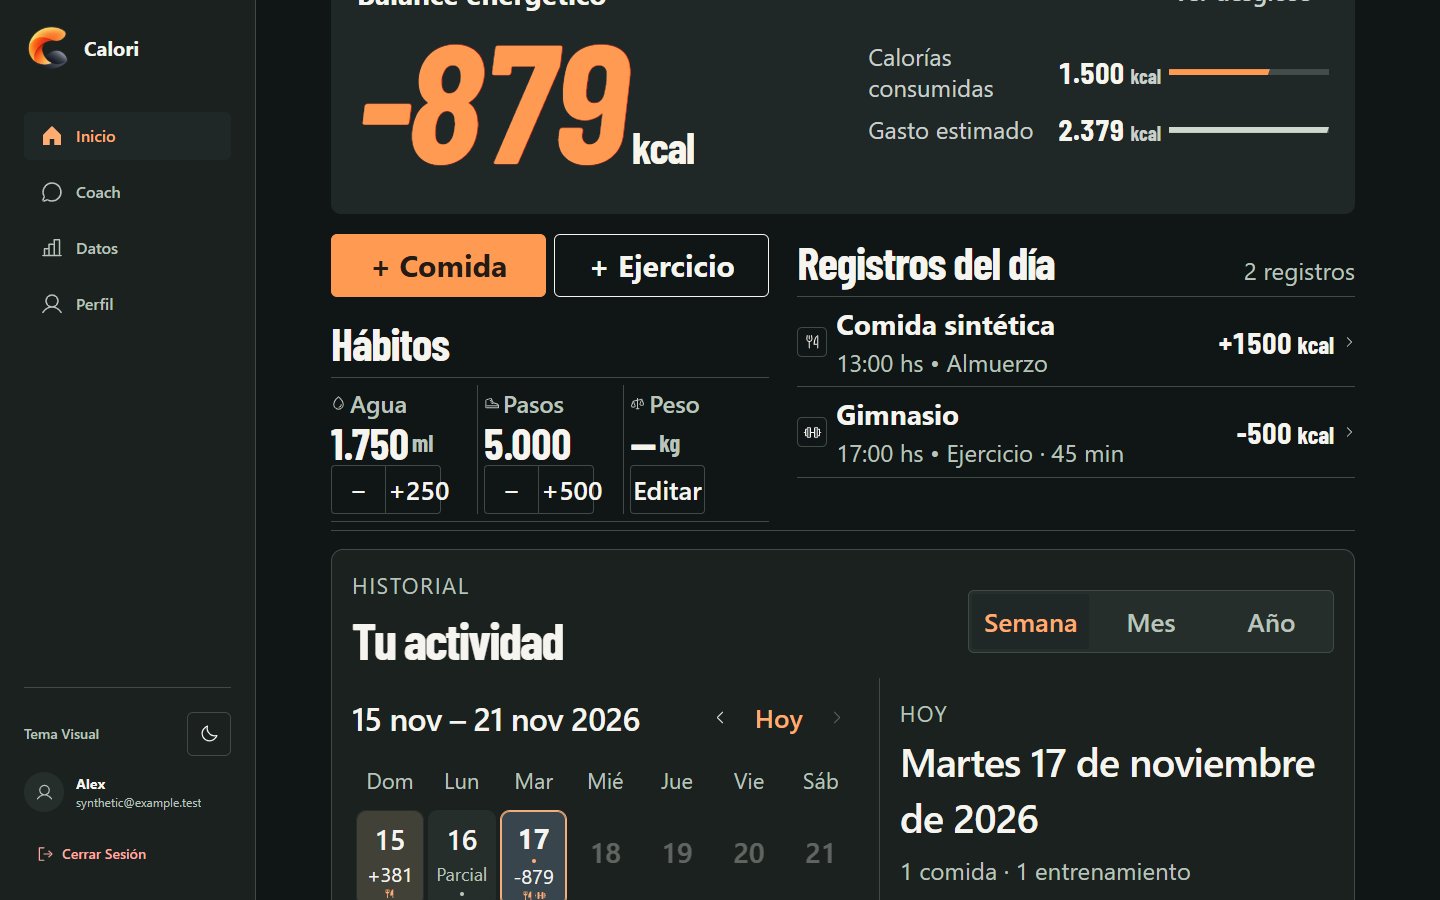 Calori
Inicio
Coach
Datos
Perfil
Tema Visual
Alex
synthetic@example.test
Cerrar Sesión
Balance energético
Ver desglose
-879 kcal
Calorías
consumidas
1.500 kcal
Gasto estimado
2.379 kcal
+ Comida
+ Ejercicio
Hábitos
Agua
1.750 ml
− +250
Pasos
5.000
− +500
Peso
— kg
Editar
Registros del día
2 registros
Comida sintética
13:00 hs • Almuerzo
+1500 kcal
Gimnasio
17:00 hs • Ejercicio · 45 min
-500 kcal
HISTORIAL
Tu actividad
Semana
Mes
Año
15 nov – 21 nov 2026
Hoy
Dom Lun Mar Mié Jue Vie Sáb
15 16 17 18 19 20 21
+381 Parcial -879
HOY
Martes 17 de noviembre
de 2026
1 comida · 1 entrenamiento